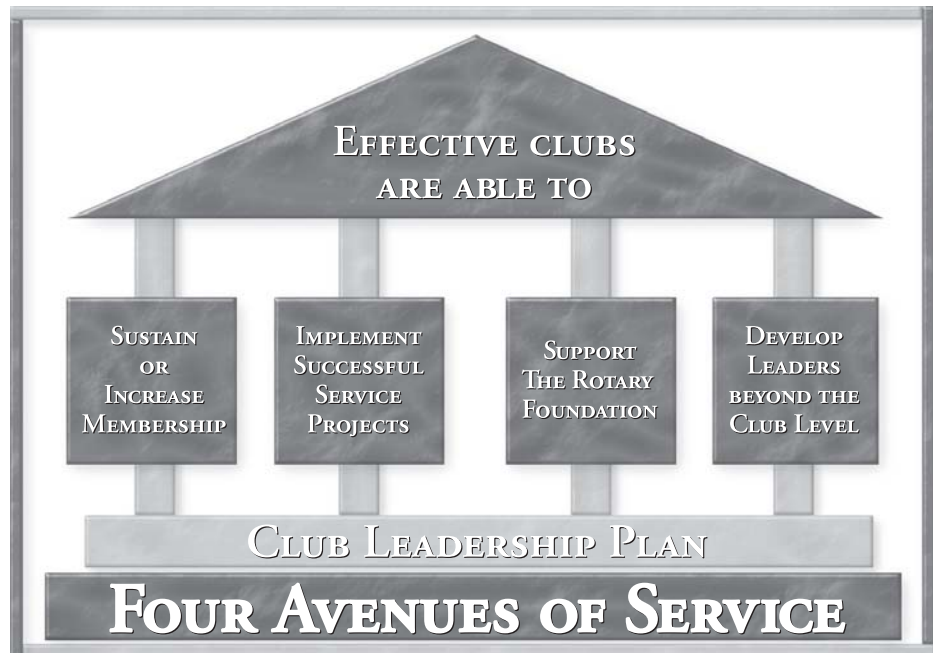 Effective clubs
are able to
Sustain
or
Increase
Membership
Implement
Successful
Service
Projects
Support
The Rotary
Foundation
Develop
Leaders
beyond the
Club Level
Club Leadership Plan
Four Avenues of Service